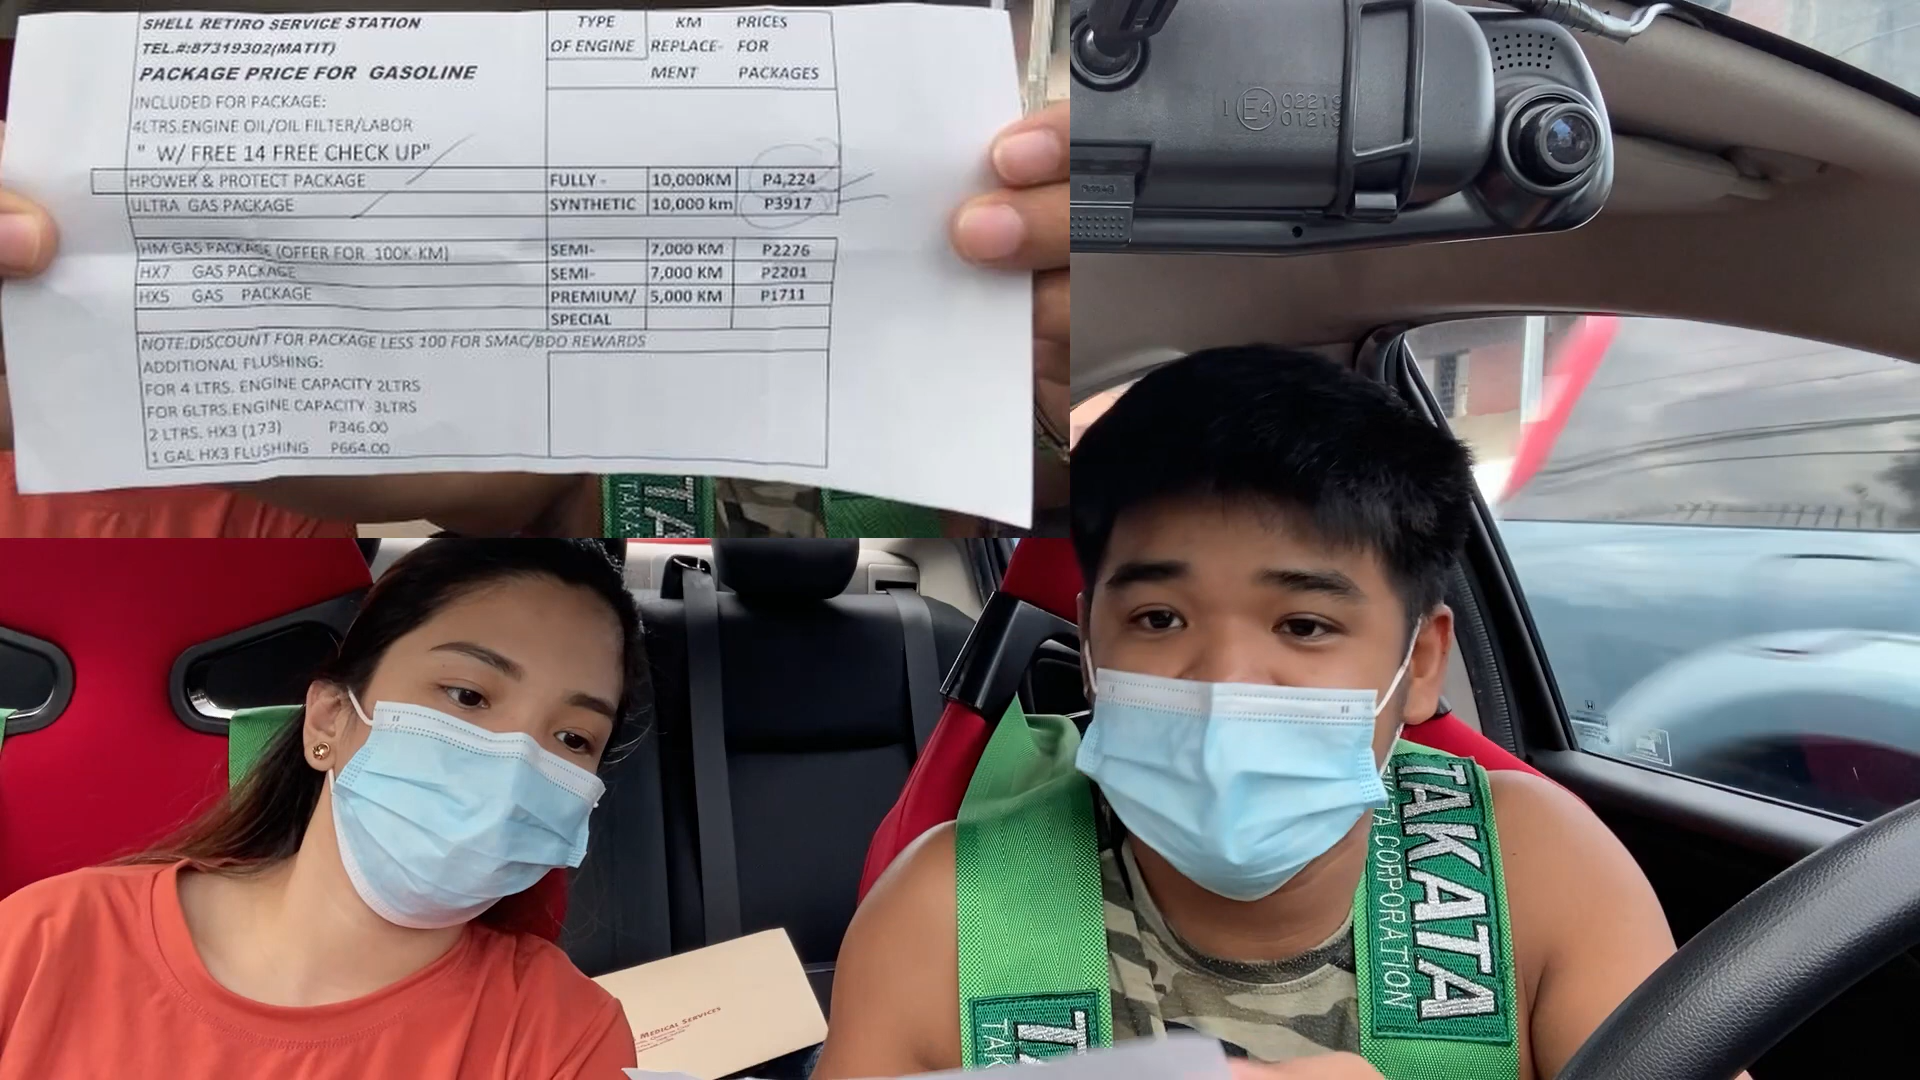 SHELL RETIRO SERVICE STATION
TEL.#:87319302(MATIT)
PACKAGE PRICE FOR GASOLINE
INCLUDED FOR PACKAGE:
4LTRS.ENGINE OIL/OIL FILTER/LABOR
" W/ FREE 14 FREE CHECK UP"
TYPE OF ENGINE
KM REPLACE-MENT
PRICES FOR PACKAGES
HPOWER & PROTECT PACKAGE FULLY - 10,000KM P4,224
ULTRA GAS PACKAGE SYNTHETIC 10,000 km P3917
HM GAS PACKAGE (OFFER FOR 100K-KM) SEMI- 7,000 KM P2276
HX7 GAS PACKAGE SEMI- 7,000 KM P2201
HX5 GAS PACKAGE PREMIUM/ 5,000 KM P1711
SPECIAL
NOTE:DISCOUNT FOR PACKAGE LESS 100 FOR SMAC/BDO REWARDS
ADDITIONAL FLUSHING:
FOR 4 LTRS. ENGINE CAPACITY 2LTRS
FOR 6LTRS.ENGINE CAPACITY 3LTRS
2 LTRS. HX3 (173) P346.00
1 GAL HX3 FLUSHING P664.00
1 E4 02219
01219
TAKATA
TAKATA CORPORATION
MEDICAL SERVICES